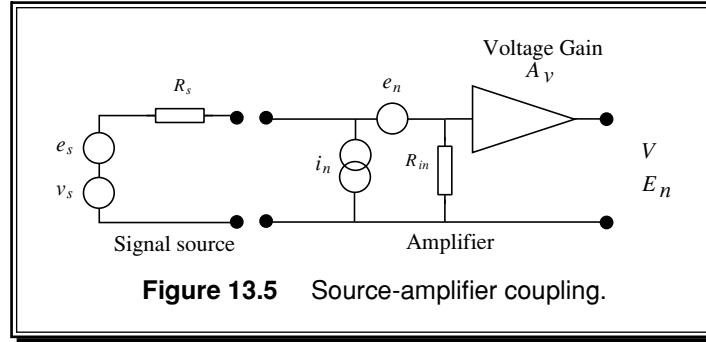 Voltage Gain
A_v
R_s
e_n
e_s
i_n
R_in
V
v_s
E_n
Signal source
Amplifier
Figure 13.5 Source-amplifier coupling.